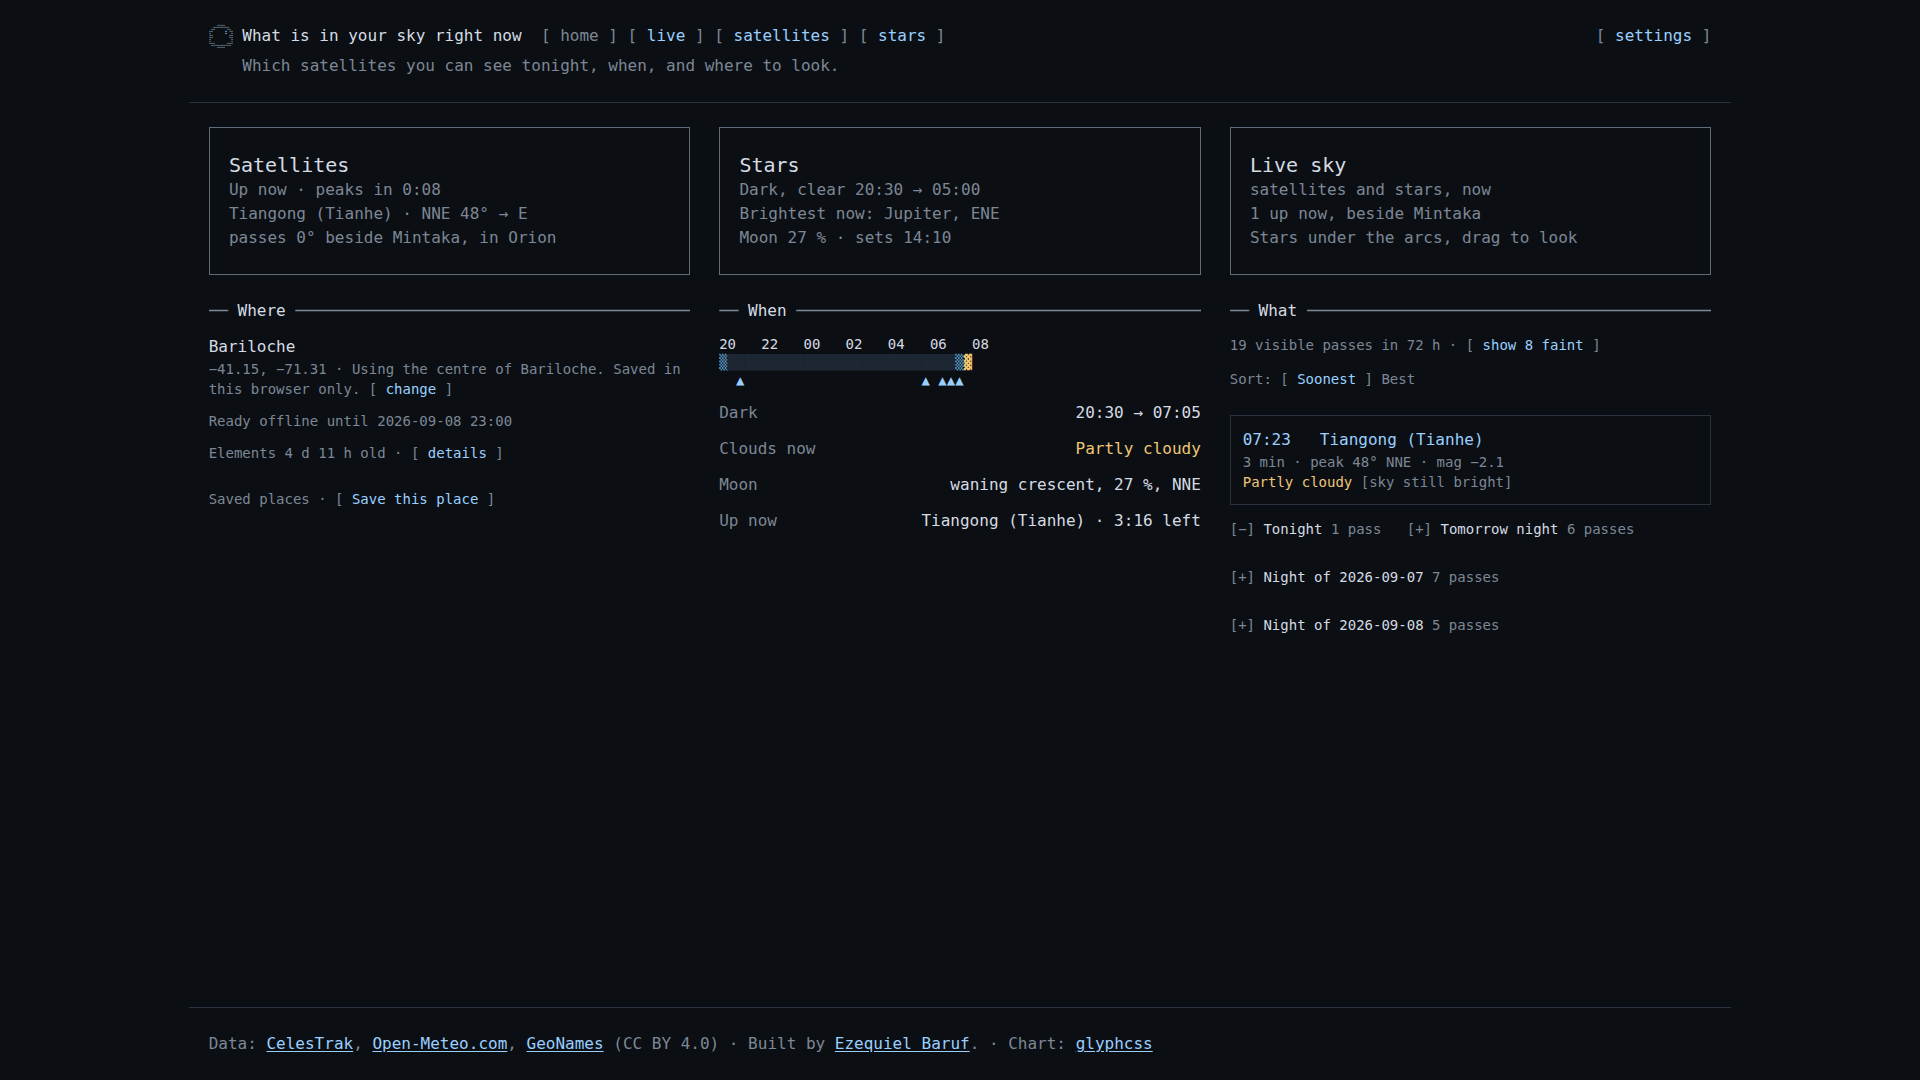 What is in your sky right now [ home ] [ live ] [ satellites ] [ stars ] [ settings ]
Which satellites you can see tonight, when, and where to look.
Satellites
Up now · peaks in 0:08
Tiangong (Tianhe) · NNE 48° → E
passes 0° beside Mintaka, in Orion
Stars
Dark, clear 20:30 → 05:00
Brightest now: Jupiter, ENE
Moon 27 % · sets 14:10
Live sky
satellites and stars, now
1 up now, beside Mintaka
Stars under the arcs, drag to look
Where
Bariloche
−41.15, −71.31 · Using the centre of Bariloche. Saved in
this browser only. [ change ]
Ready offline until 2026-09-08 23:00
Elements 4 d 11 h old · [ details ]
Saved places · [ Save this place ]
When
20 22 00 02 04 06 08
Dark 20:30 → 07:05
Clouds now Partly cloudy
Moon waning crescent, 27 %, NNE
Up now Tiangong (Tianhe) · 3:16 left
What
19 visible passes in 72 h · [ show 8 faint ]
Sort: [ Soonest ] Best
07:23 Tiangong (Tianhe)
3 min · peak 48° NNE · mag −2.1
Partly cloudy [sky still bright]
[−] Tonight 1 pass [+] Tomorrow night 6 passes
[+] Night of 2026-09-07 7 passes
[+] Night of 2026-09-08 5 passes
Data: CelesTrak, Open-Meteo.com, GeoNames (CC BY 4.0) · Built by Ezequiel Baruf. · Chart: glyphcss